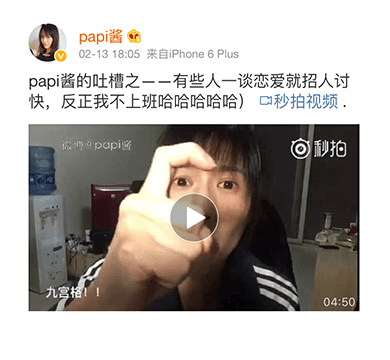 papi酱
02-13 18:05 来自iPhone 6 Plus
papi酱的吐槽之——有些人一谈恋爱就招人讨
快，反正我不上班哈哈哈哈哈） 秒拍视频 .
微博：papi酱
秒拍
九宫格！！
04:50